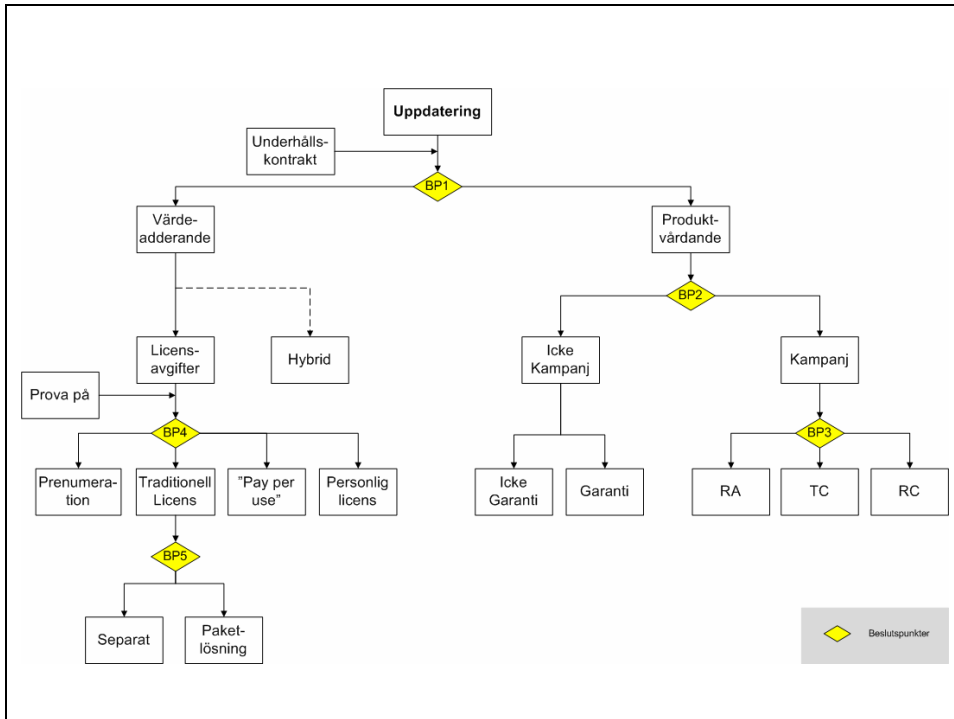 Uppdatering
Underhålls-
kontrakt
BP1
Värde-
adderande
Produkt-
vårdande
BP2
Licens-
avgifter
Hybrid
Icke
Kampanj
Kampanj
Prova på
BP4
BP3
Prenumera-
tion
Traditionell
Licens
"Pay per
use"
Personlig
licens
Icke
Garanti
Garanti
RA
TC
RC
BP5
Separat
Paket-
lösning
Beslutspunkter